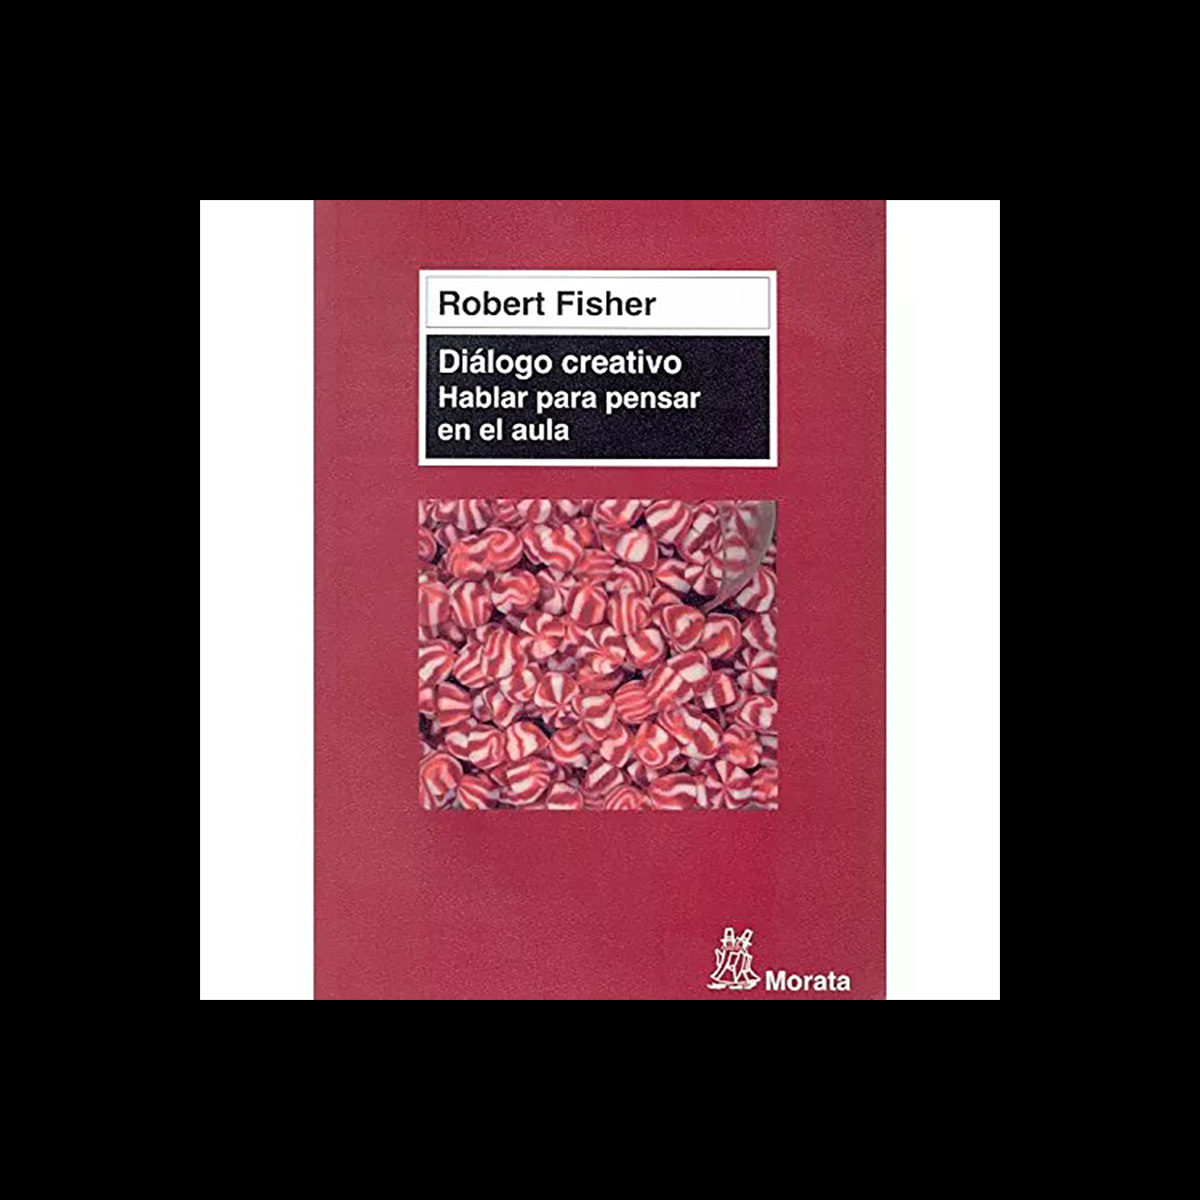 Robert Fisher
Diálogo creativo
Hablar para pensar
en el aula
Morata